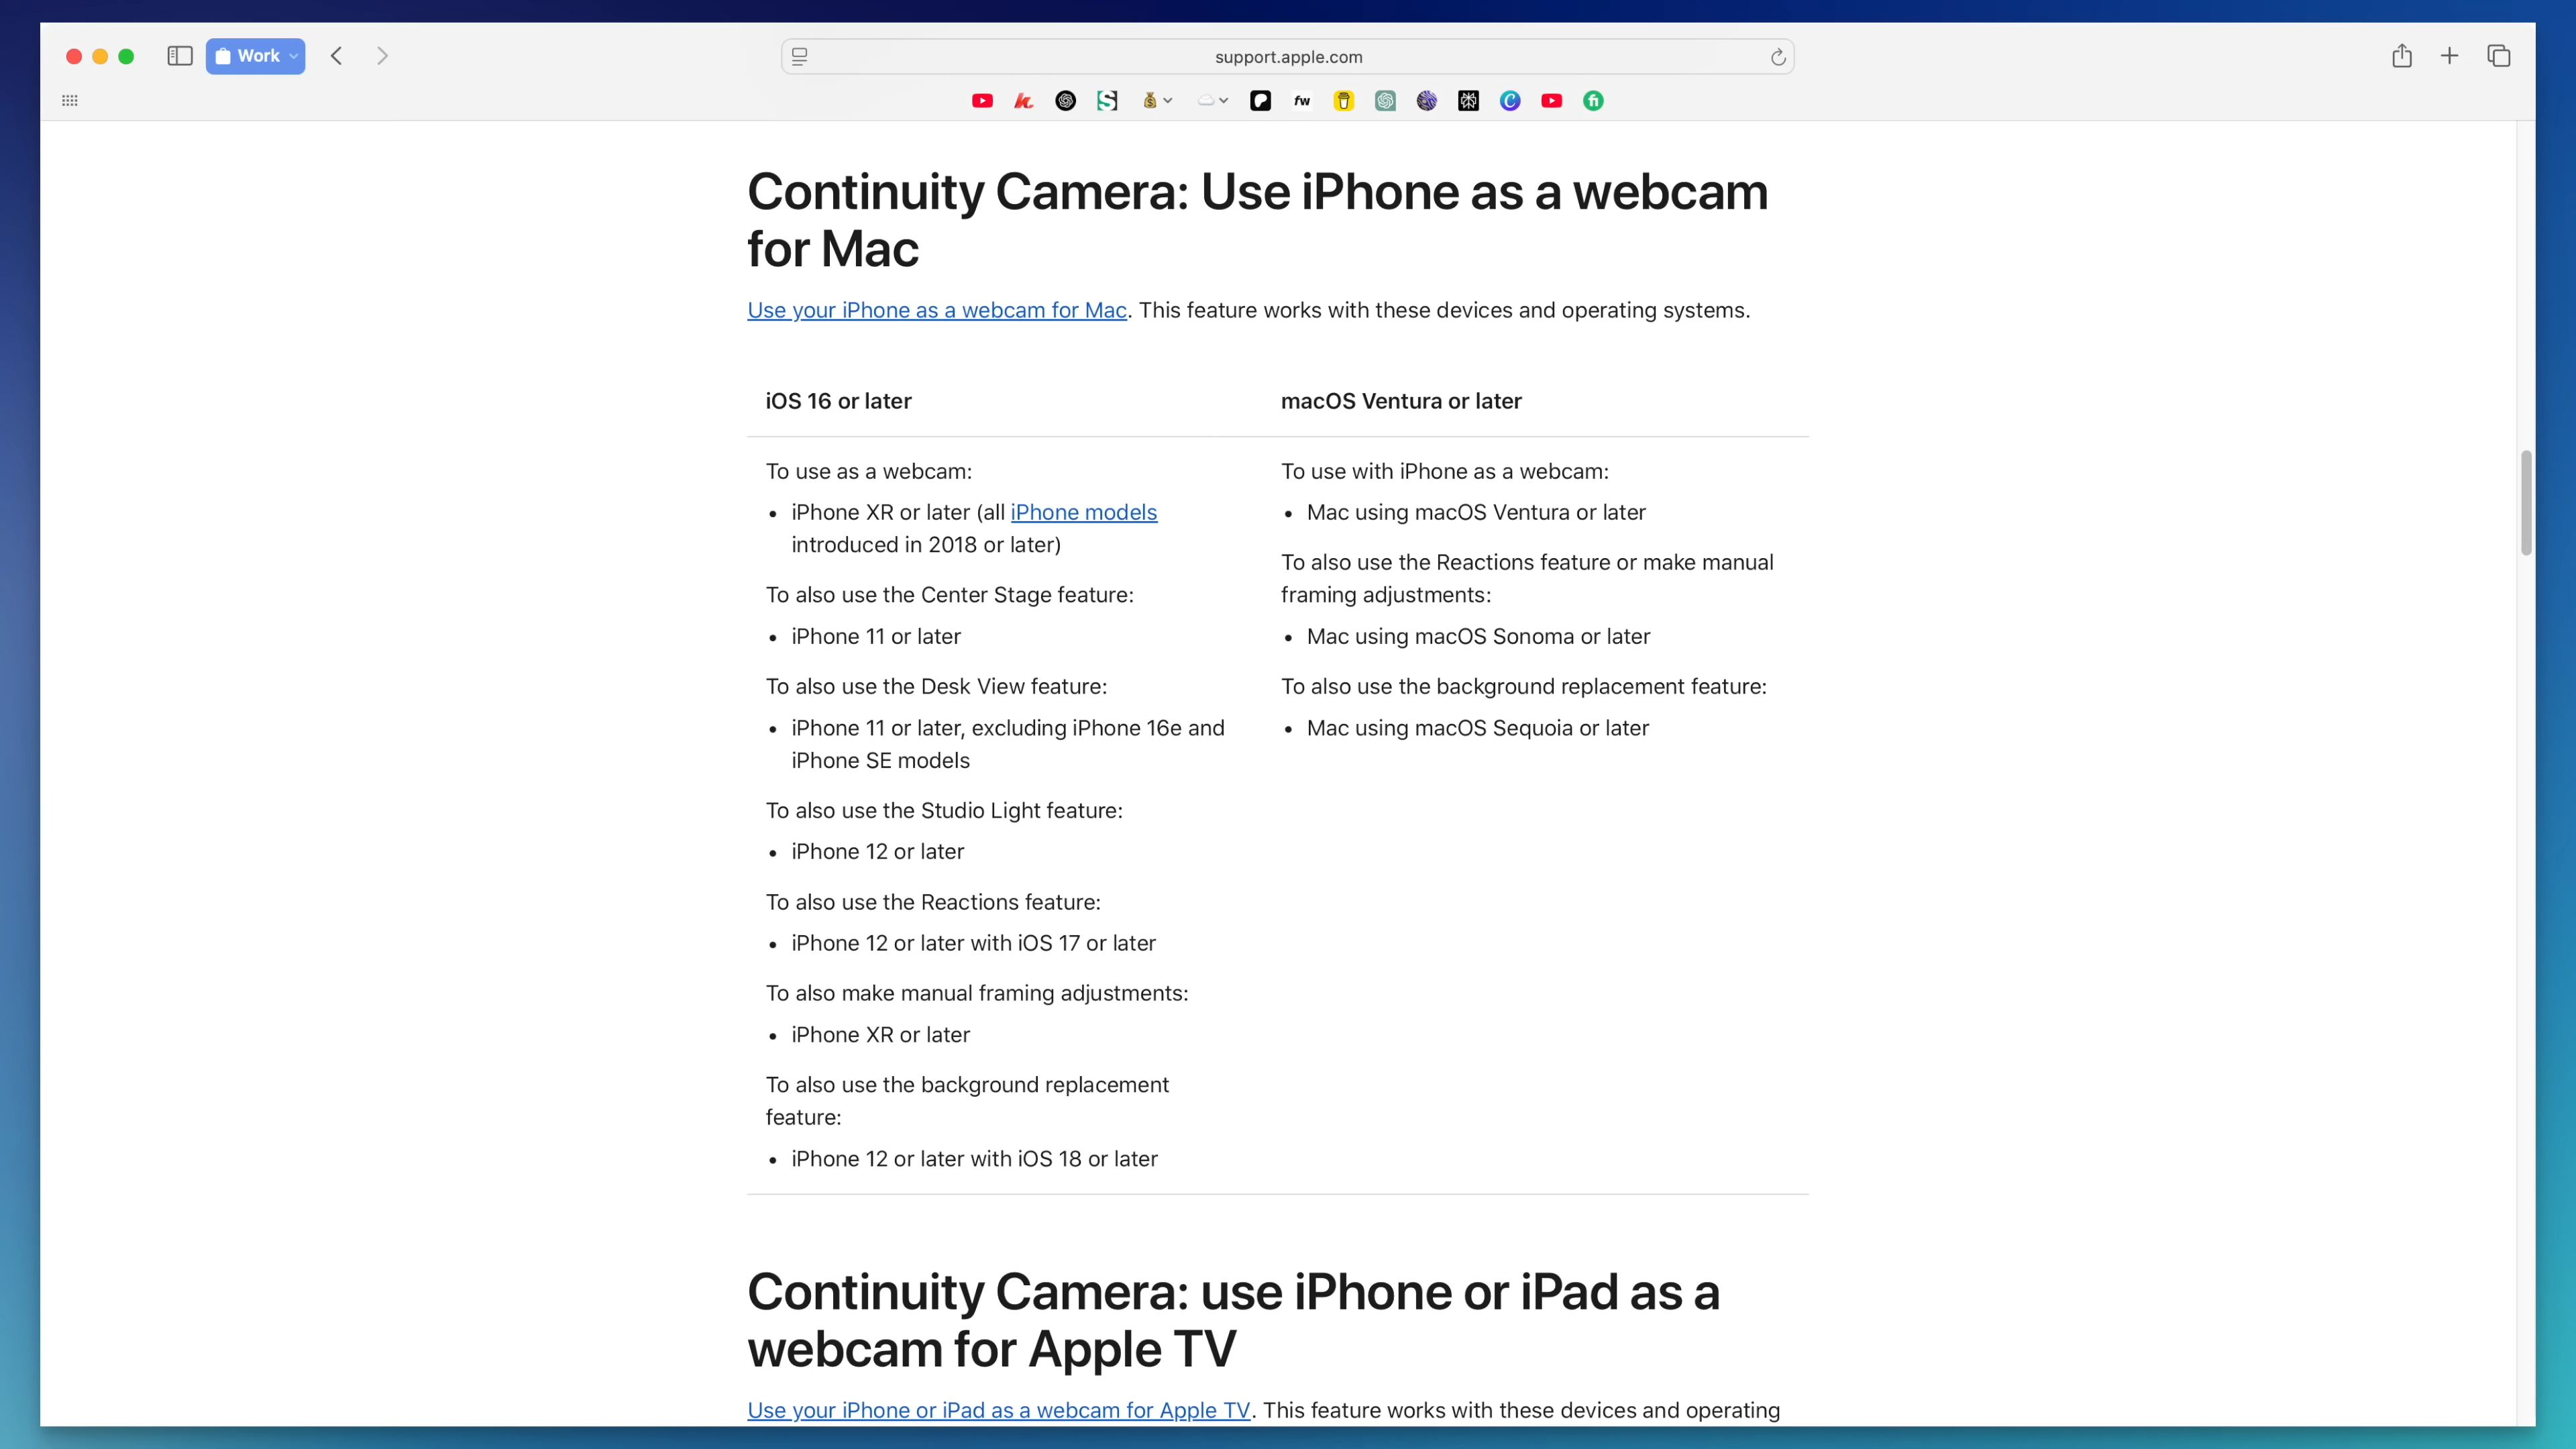 Work
support.apple.com
fw
Continuity Camera: Use iPhone as a webcam
for Mac
Use your iPhone as a webcam for Mac. This feature works with these devices and operating systems.
iOS 16 or later
macOS Ventura or later
To use as a webcam:
• iPhone XR or later (all iPhone models
introduced in 2018 or later)
To also use the Center Stage feature:
• iPhone 11 or later
To also use the Desk View feature:
• iPhone 11 or later, excluding iPhone 16e and
iPhone SE models
To also use the Studio Light feature:
• iPhone 12 or later
To also use the Reactions feature:
• iPhone 12 or later with iOS 17 or later
To also make manual framing adjustments:
• iPhone XR or later
To also use the background replacement
feature:
• iPhone 12 or later with iOS 18 or later
To use with iPhone as a webcam:
• Mac using macOS Ventura or later
To also use the Reactions feature or make manual
framing adjustments:
• Mac using macOS Sonoma or later
To also use the background replacement feature:
• Mac using macOS Sequoia or later
Continuity Camera: use iPhone or iPad as a
webcam for Apple TV
Use your iPhone or iPad as a webcam for Apple TV. This feature works with these devices and operating